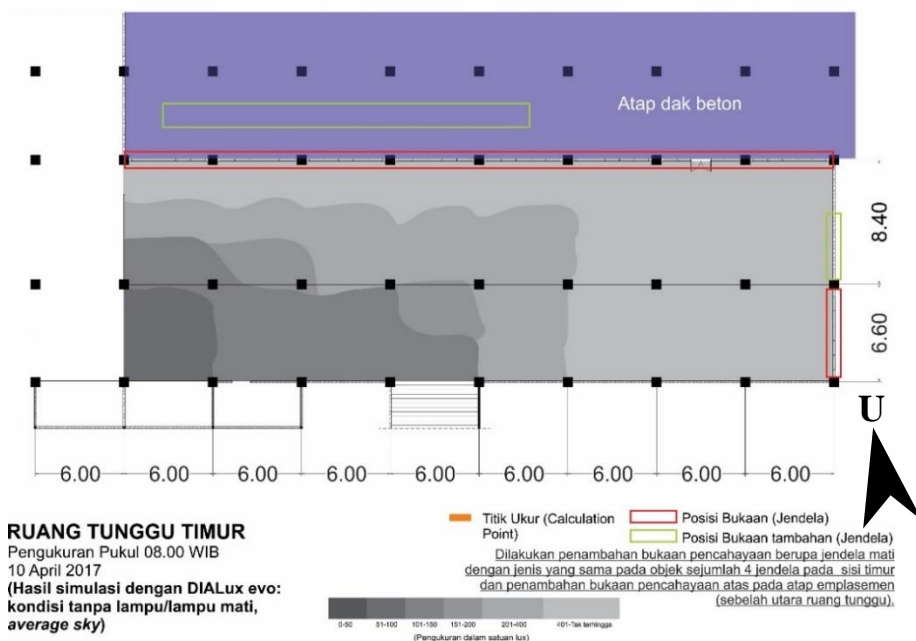 Atap dak beton
8.40
6.60
U
6.00 6.00 6.00 6.00 6.00 6.00 6.00 6.00 6.00
RUANG TUNGGU TIMUR
Pengukuran Pukul 08.00 WIB
10 April 2017
(Hasil simulasi dengan DIALux evo:
kondisi tanpa lampu/lampu mati,
average sky)
Titik Ukur (Calculation
Point)
Posisi Bukaan (Jendela)
Posisi Bukaan tambahan (Jendela)
Dilakukan penambahan bukaan pencahayaan berupa jendela mati
dengan jenis yang sama pada objek sejumlah 4 jendela pada sisi timur
dan penambahan bukaan pencahayaan atas pada atap emplasemen
(sebelah utara ruang tunggu).
0-50 51-100 101-150 151-200 201-400 401-Tak terhingga
(Pengukuran dalam satuan lux)